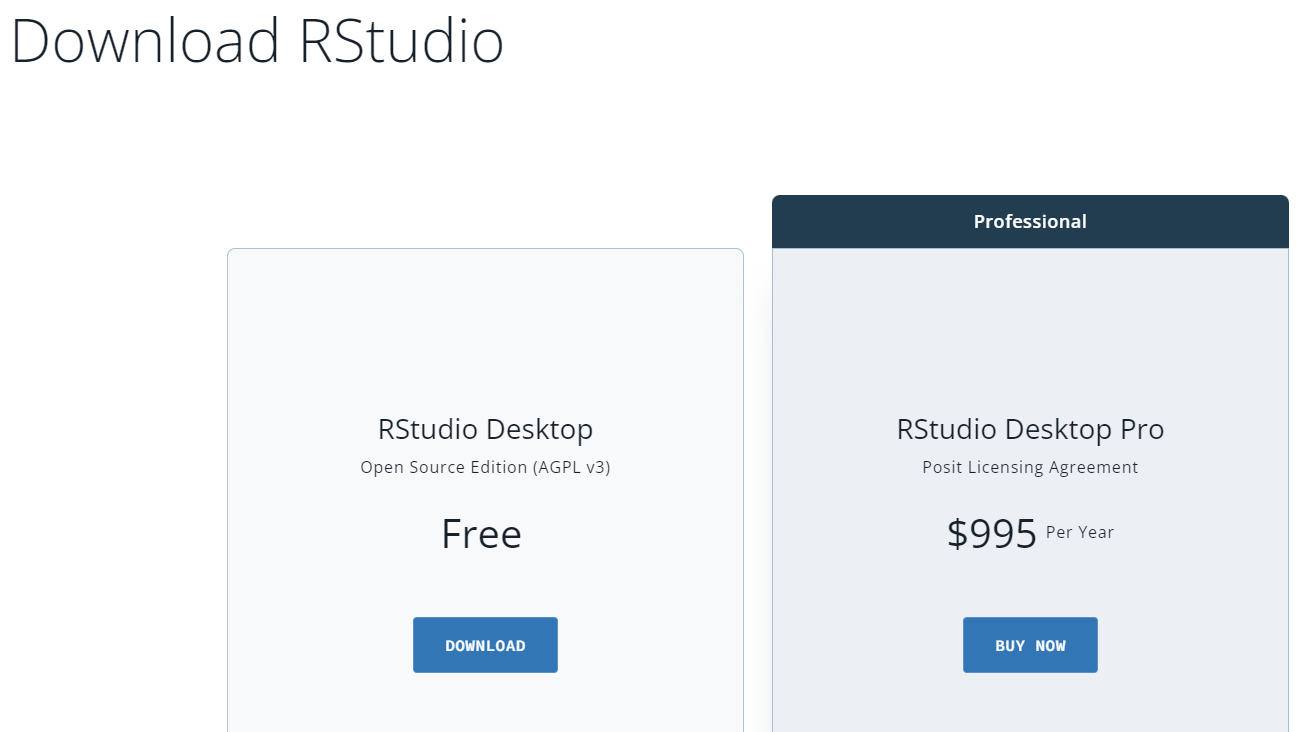 Download RStudio
Professional
RStudio Desktop
Open Source Edition (AGPL v3)
Free
DOWNLOAD
RStudio Desktop Pro
Posit Licensing Agreement
$995 Per Year
BUY NOW